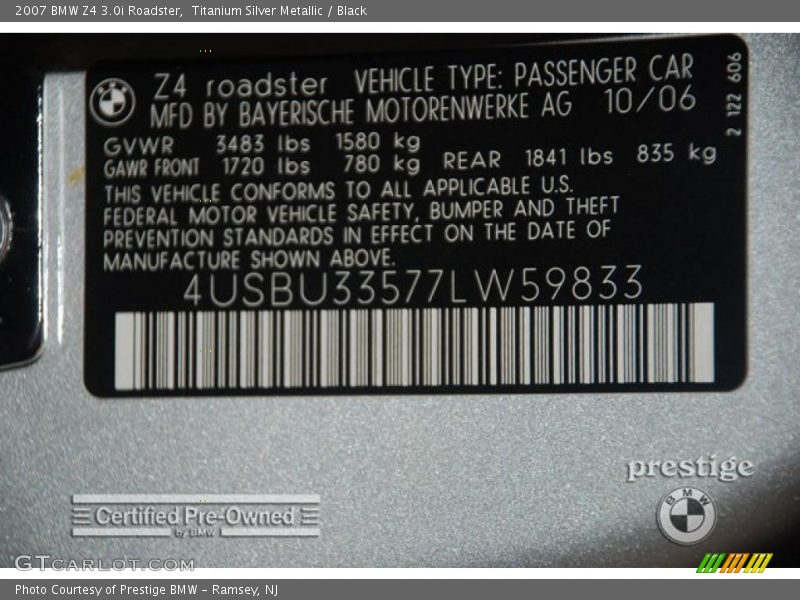 2007 BMW Z4 3.0i Roadster, Titanium Silver Metallic / Black
Z4 roadster VEHICLE TYPE: PASSENGER CAR
MFD BY BAYERISCHE MOTORENWERKE AG 10/06
2 122 606
GVWR 3483 lbs 1580 kg
GAWR FRONT 1720 lbs 780 kg REAR 1841 lbs 835 kg
THIS VEHICLE CONFORMS TO ALL APPLICABLE U.S.
FEDERAL MOTOR VEHICLE SAFETY, BUMPER AND THEFT
PREVENTION STANDARDS IN EFFECT ON THE DATE OF
MANUFACTURE SHOWN ABOVE.
4USBU33577LW59833
prestige
BMW
Certified Pre-Owned
by BMW
GTcarlot.com
Photo Courtesy of Prestige BMW - Ramsey, NJ